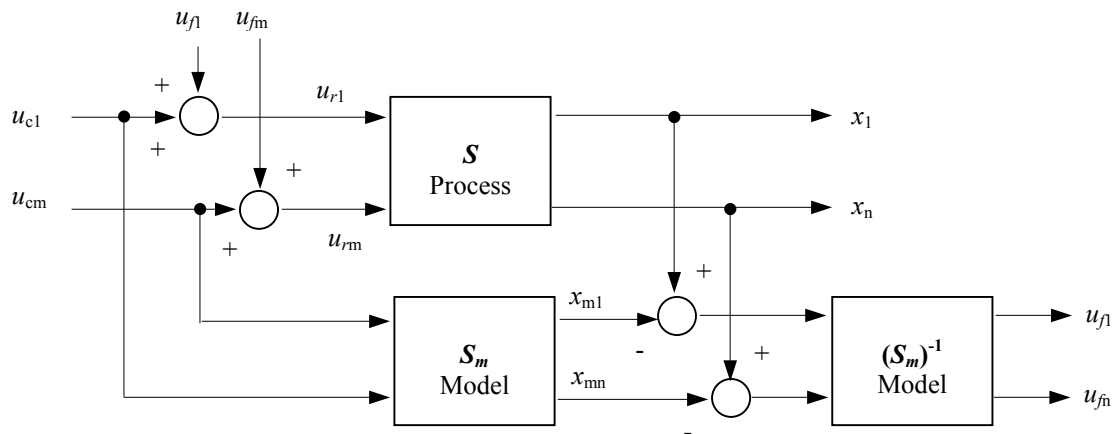 u_f1 u_fm
+
u_c1 + u_r1 S x_1
Process
u_cm + + u_rm x_n
+
x_m1
-
S_m (S_m)^-1 u_f1
Model Model
+
x_mn u_fn
-